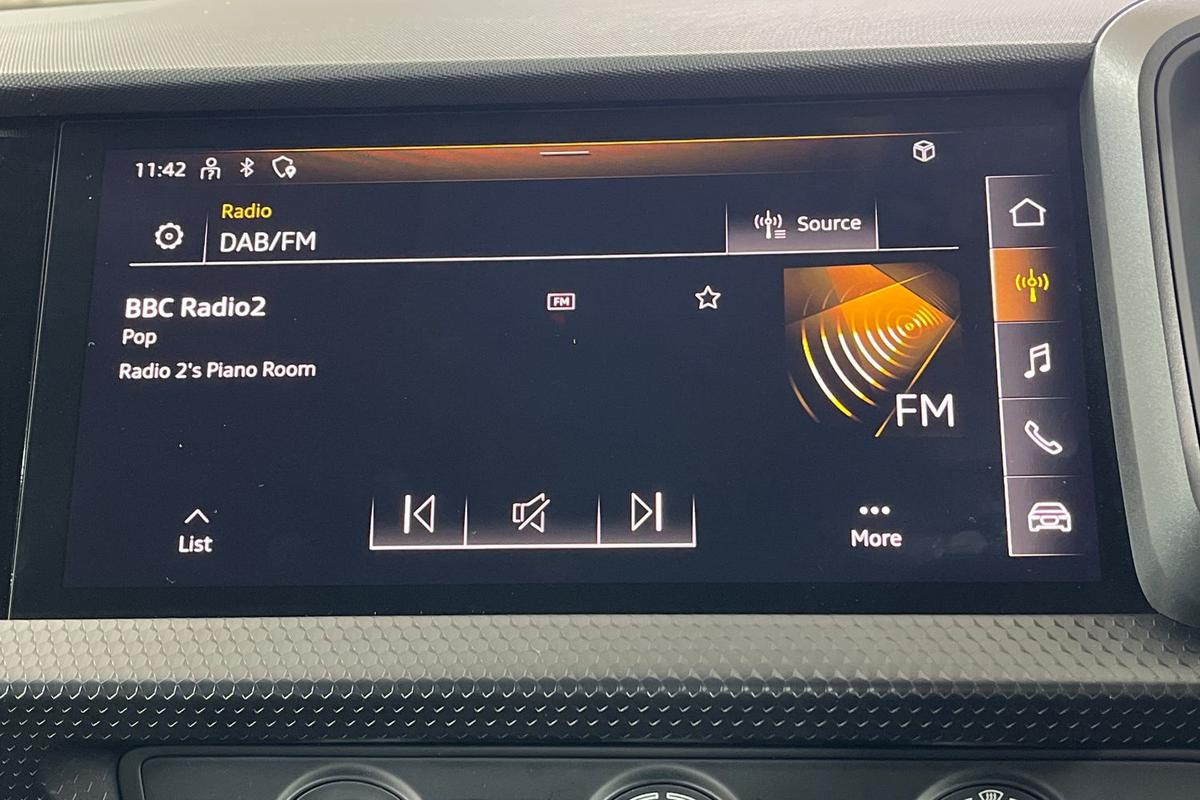 11:42
Radio
DAB/FM
Source
BBC Radio2
FM
Pop
Radio 2's Piano Room
FM
List
More